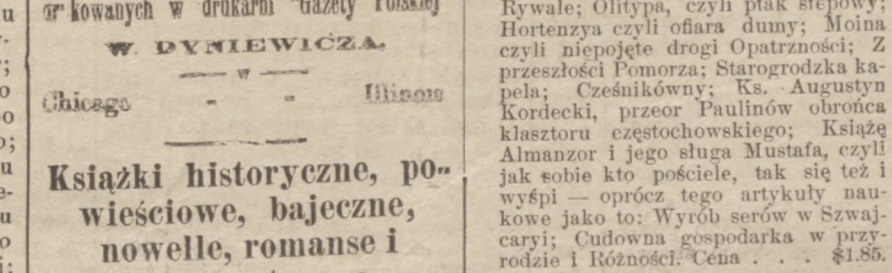 drukowanych w drukarni "Gazety Polskiej
W. DYNIEWICZA,
w
Chicago - - Illinois
Książki historyczne, po-
wieściowe, bajeczne,
nowelle, romanse i
Rywale; Olitypa, czyli ptak stepowy;
Hortenzya czyli ofiara dumy; Moina
czyli niepojęte drogi Opatrzności; Z
przeszłości Pomorza; Starogrodzka ka-
pela; Cześnikówny; Ks. Augustyn
Kordecki, przeor Paulinów obrońca
klasztoru częstochowskiego; Książę
Almanzor i jego sługa Mustafa, czyli
jak sobie kto pościele, tak się też i
wyśpi — oprócz tego artykuły nau-
kowe jako to: Wyrób serów w Szwaj-
caryi; Cudowna gospodarka w przy-
rodzie i Różności. Cena . . . $1.85.